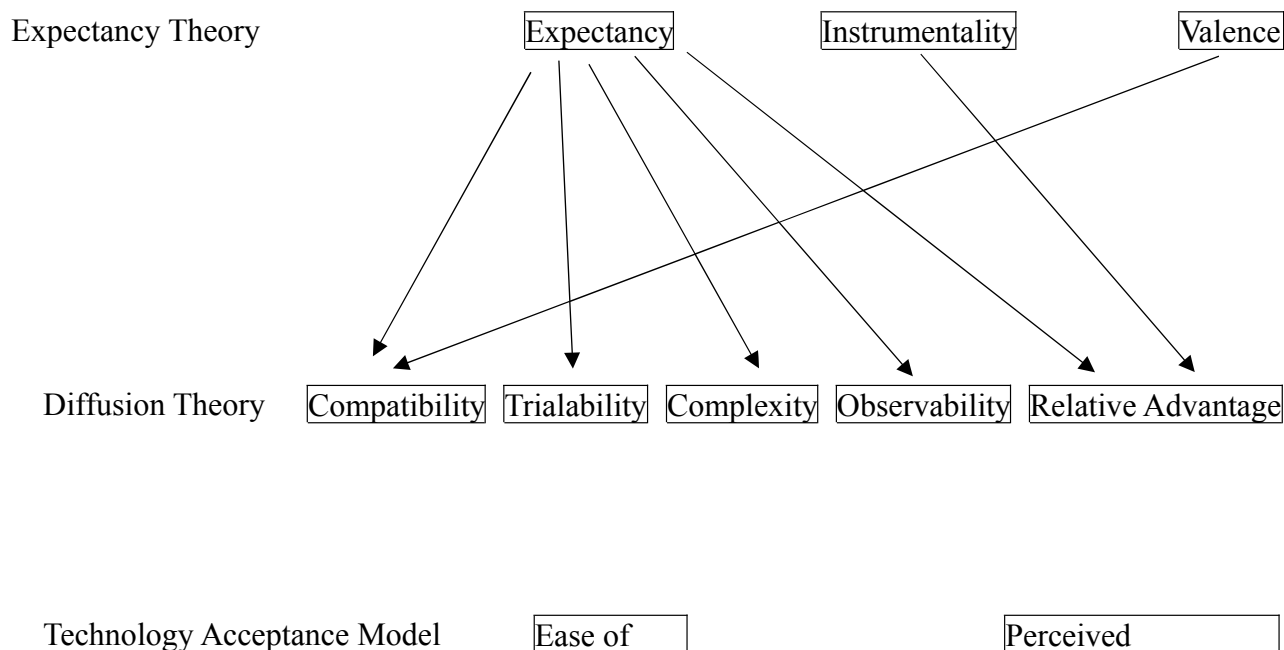 Expectancy Theory Expectancy Instrumentality Valence
Diffusion Theory Compatibility Trialability Complexity Observability Relative Advantage
Technology Acceptance Model Ease of Perceived